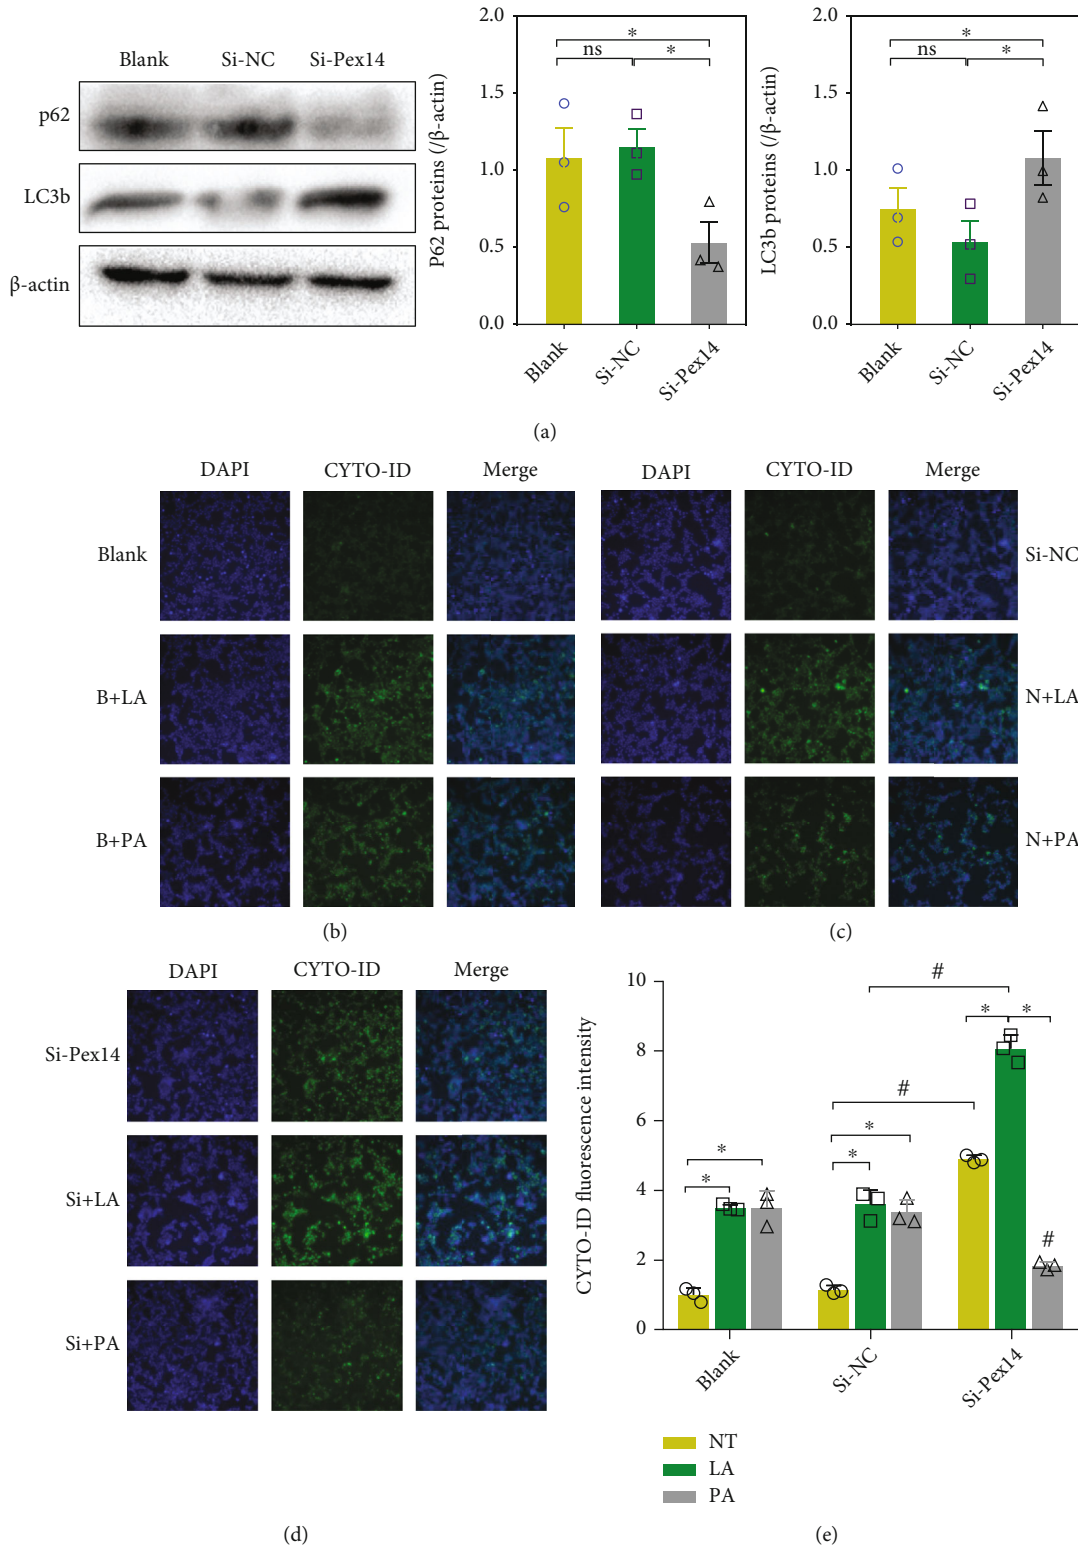 Blank Si-NC Si-Pex14
p62
LC3b
β-actin
P62 proteins (/β-actin)
2.0
1.5
1.0
0.5
0.0
*
ns
*
Blank
Si-NC
Si-Pex14
LC3b proteins (/β-actin)
2.0
1.5
1.0
0.5
0.0
*
ns
*
Blank
Si-NC
Si-Pex14
(a)
DAPI CYTO-ID Merge
Blank
B+LA
B+PA
(b)
DAPI CYTO-ID Merge
Si-NC
N+LA
N+PA
(c)
DAPI CYTO-ID Merge
Si-Pex14
Si+LA
Si+PA
(d)
CYTO-ID fluorescence intensity
10
8
6
4
2
0
#
* *
#
*
*
*
*
#
Blank
Si-NC
Si-Pex14
NT
LA
PA
(e)